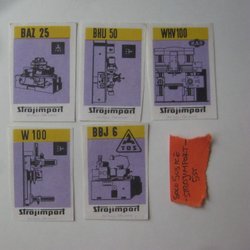 BAZ 25
Strojimport
BHU 50
Strojimport
WHV 100
Strojimport
W 100
Strojimport
BBJ 6
TOS
Strojimport